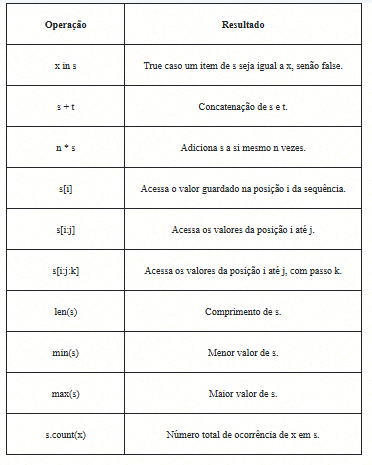 Operação Resultado
x in s True caso um item de s seja igual a x, senão false.
s + t Concatenação de s e t.
n * s Adiciona s a si mesmo n vezes.
s[i] Acessa o valor guardado na posição i da sequência.
s[i:j] Acessa os valores da posição i até j.
s[i:j:k] Acessa os valores da posição i até j, com passo k.
len(s) Comprimento de s.
min(s) Menor valor de s.
max(s) Maior valor de s.
s.count(x) Número total de ocorrência de x em s.